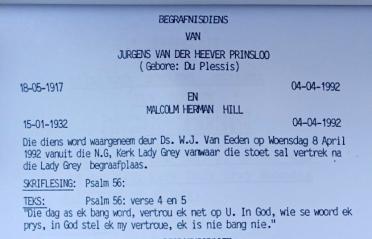 BEGRAFNISDIENS
VAN
JURGENS VAN DER HEEVER PRINSLOO
(Gebore: Du Plessis)
18-05-1917 04-04-1992
EN
MALCOLM HERMAN HILL
15-01-1932 04-04-1992
Die diens word waargeneem deur Ds. W.J. Van Eeden op Woensdag 8 April
1992 vanuit die N.G, Kerk Lady Grey vanwaar die stoet sal vertrek na
die Lady Grey begraafplaas.
SKRIFLESING: Psalm 56:
TEKS: Psalm 56: verse 4 en 5
"Die dag as ek bang word, vertrou ek net op U. In God, wie se woord ek
prys, in God stel ek my vertroue, ek is nie bang nie."